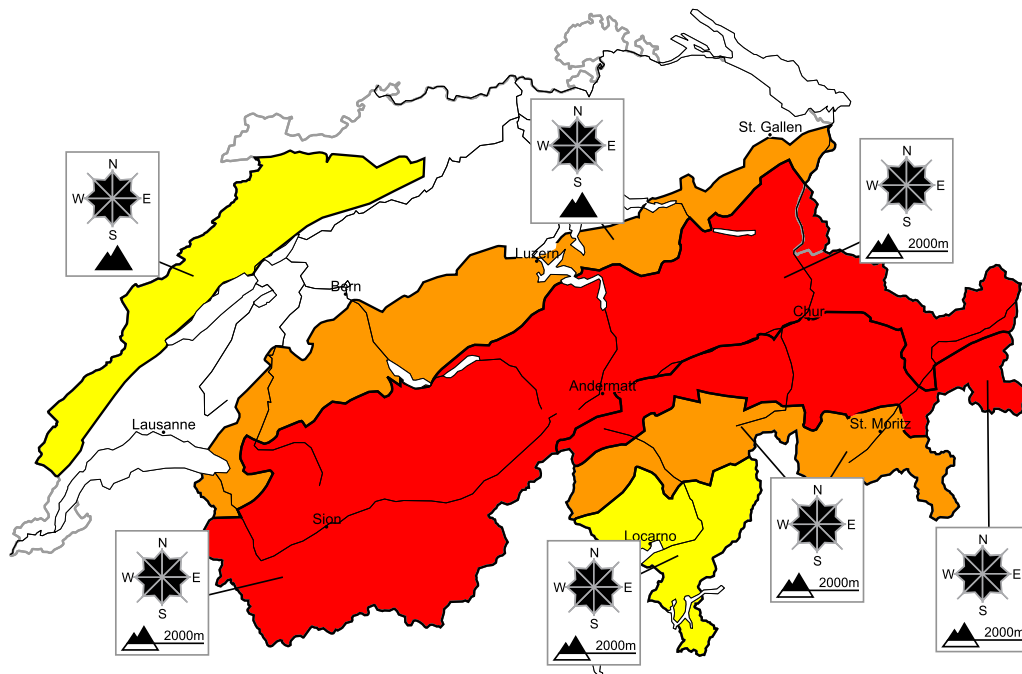 N
W E
S
St. Gallen
N
W E
S
N
W E
S
2000m
Luzern
Bern
Chur
Andermatt
Lausanne
St. Moritz
N
W E
S
2000m
Sion
Locarno
N
W E
S
2000m
N
W E
S
2000m
N
W E
S
2000m